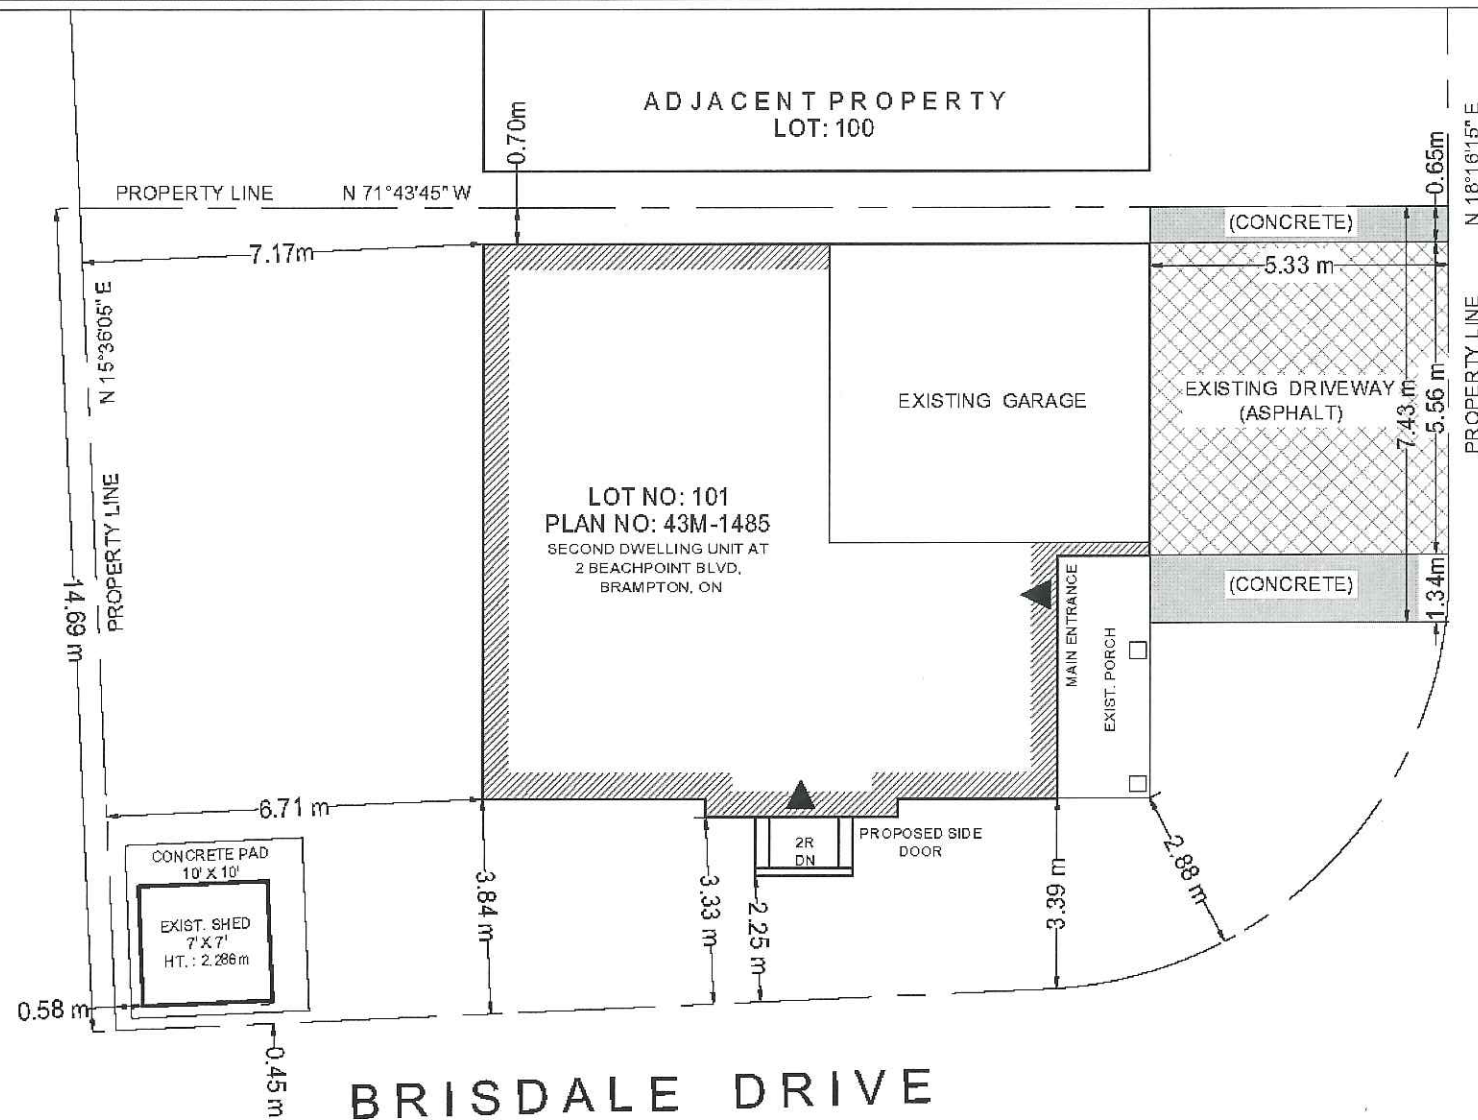 ADJACENT PROPERTY
LOT: 100
0.70m
0.65m
N 18°16'15" E
PROPERTY LINE
N 71°43'45" W
(CONCRETE)
7.17m
5.33 m
N 15°36'05" E
PROPERTY LINE
EXISTING GARAGE
EXISTING DRIVEWAY
(ASPHALT)
7.43 m
5.56 m
PROPERTY LINE
LOT NO: 101
PLAN NO: 43M-1485
SECOND DWELLING UNIT AT
2 BEACHPOINT BLVD,
BRAMPTON, ON
14.69 m
MAIN ENTRANCE
EXIST. PORCH
(CONCRETE)
1.34m
6.71 m
2R
DN
PROPOSED SIDE
DOOR
CONCRETE PAD
10' X 10'
EXIST. SHED
7' X 7'
HT. : 2.286m
3.84 m
3.33 m
2.25 m
3.39 m
2.88 m
0.58 m
0.45 m
BRISDALE DRIVE